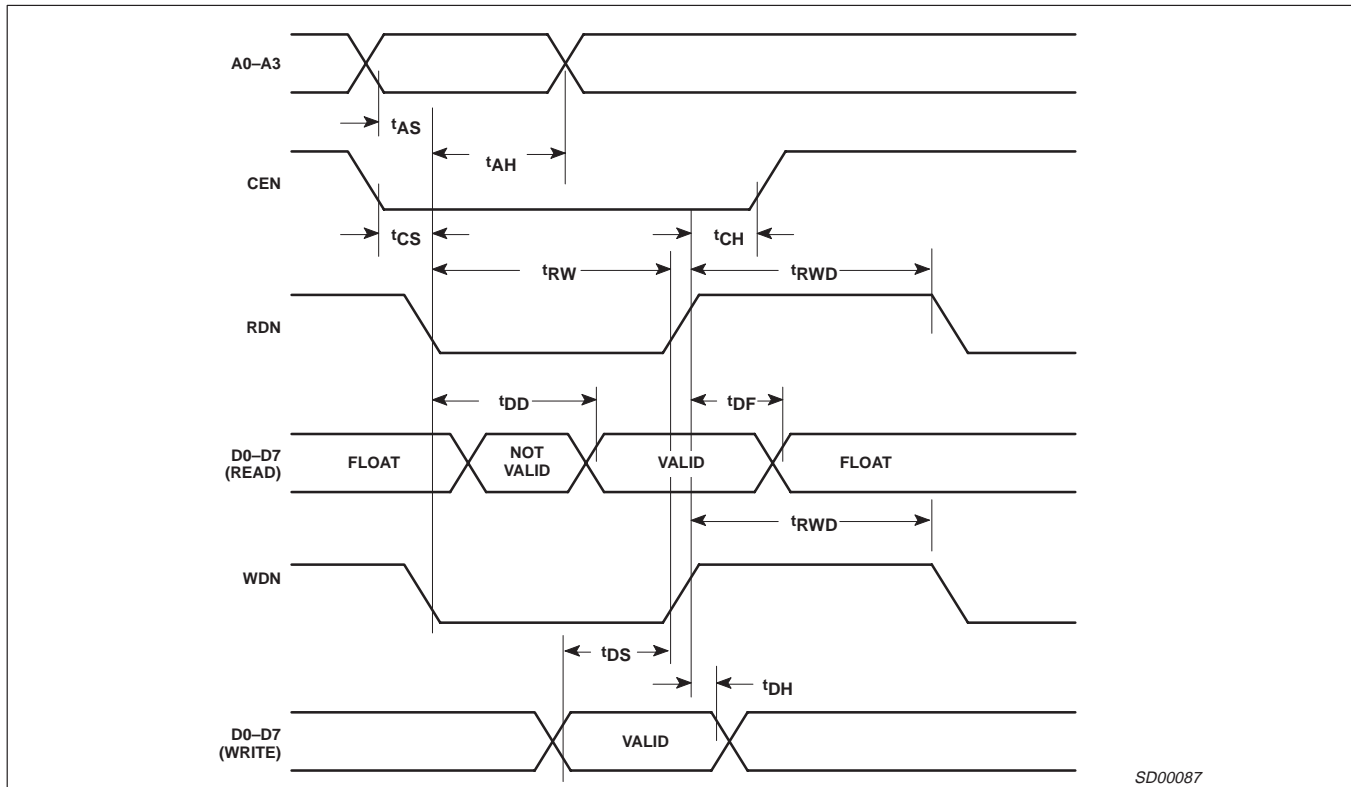 A0–A3
tAS
tAH
CEN
tCS
tCH
tRW
tRWD
RDN
tDD
tDF
D0–D7
(READ)
FLOAT
NOT
VALID
VALID
FLOAT
tRWD
WDN
tDS
tDH
D0–D7
(WRITE)
VALID
SD00087